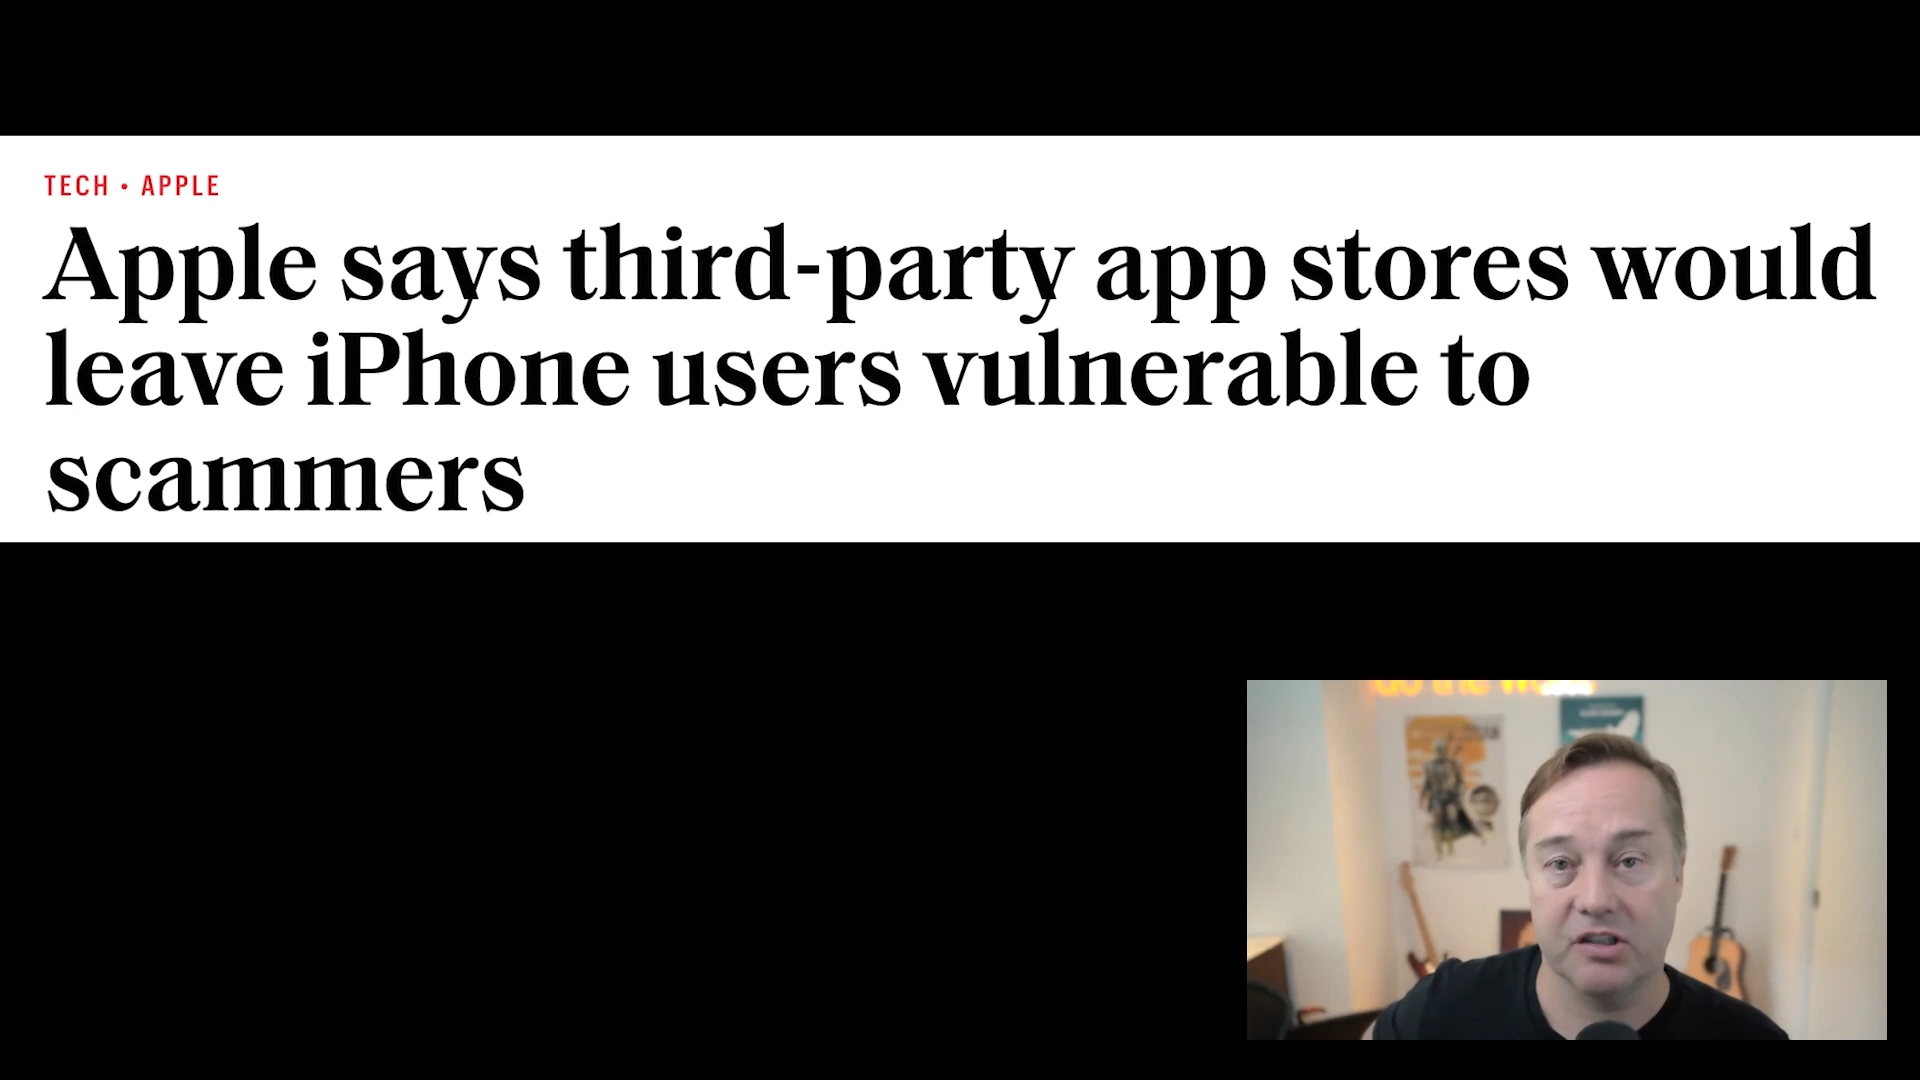 TECH • APPLE
Apple says third-party app stores would
leave iPhone users vulnerable to
scammers